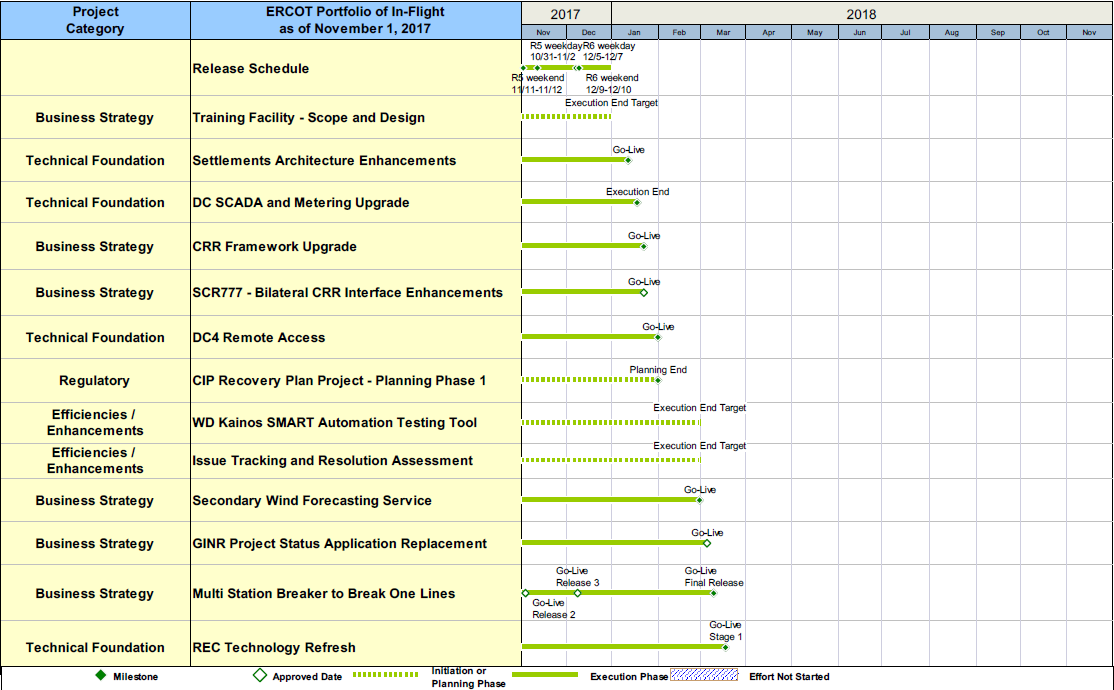 Project
Category
ERCOT Portfolio of In-Flight
as of November 1, 2017
2017
2018
Nov
Dec
Jan
Feb
Mar
Apr
May
Jun
Jul
Aug
Sep
Oct
Nov
Release Schedule
R5 weekday
10/31-11/2
R6 weekday
12/5-12/7
R5 weekend
11/11-11/12
R6 weekend
12/9-12/10
Business Strategy
Training Facility - Scope and Design
Execution End Target
Technical Foundation
Settlements Architecture Enhancements
Go-Live
Technical Foundation
DC SCADA and Metering Upgrade
Execution End
Business Strategy
CRR Framework Upgrade
Go-Live
Business Strategy
SCR777 - Bilateral CRR Interface Enhancements
Go-Live
Technical Foundation
DC4 Remote Access
Go-Live
Regulatory
CIP Recovery Plan Project - Planning Phase 1
Planning End
Efficiencies /
Enhancements
WD Kainos SMART Automation Testing Tool
Execution End Target
Efficiencies /
Enhancements
Issue Tracking and Resolution Assessment
Execution End Target
Business Strategy
Secondary Wind Forecasting Service
Go-Live
Business Strategy
GINR Project Status Application Replacement
Go-Live
Business Strategy
Multi Station Breaker to Break One Lines
Go-Live
Release 3
Go-Live
Final Release
Go-Live
Release 2
Technical Foundation
REC Technology Refresh
Go-Live
Stage 1
Milestone
Approved Date
Initiation or
Planning Phase
Execution Phase
Effort Not Started